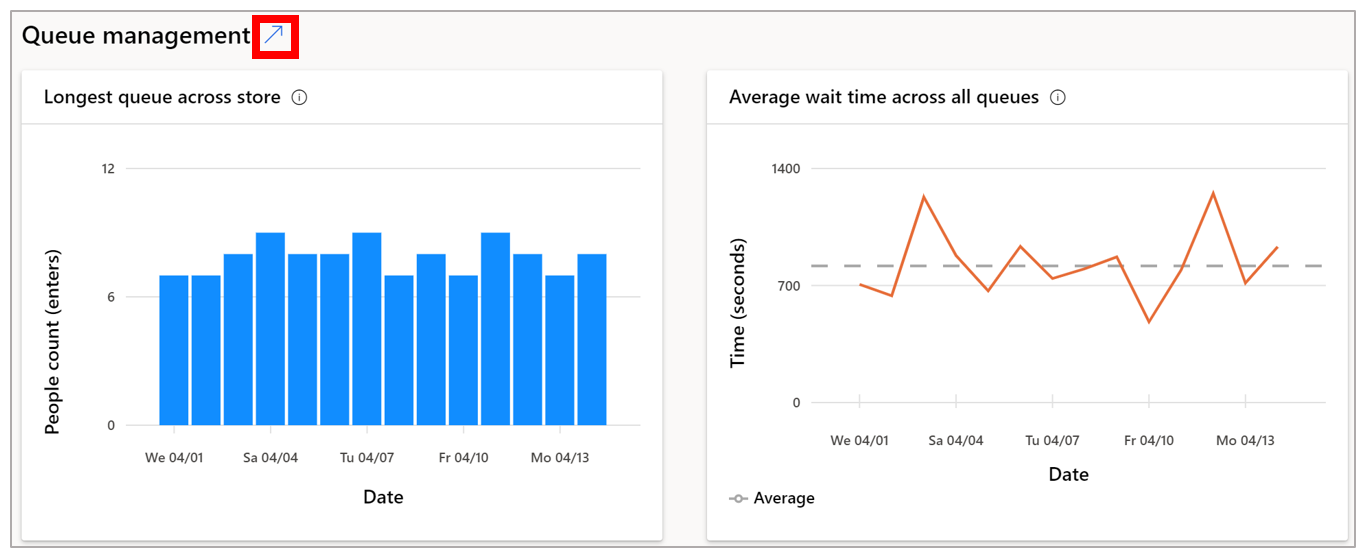 Queue management
Longest queue across store
12
6
0
People count (enters)
We 04/01 Sa 04/04 Tu 04/07 Fr 04/10 Mo 04/13
Date
Average wait time across all queues
1400
700
0
Time (seconds)
We 04/01 Sa 04/04 Tu 04/07 Fr 04/10 Mo 04/13
Date
Average